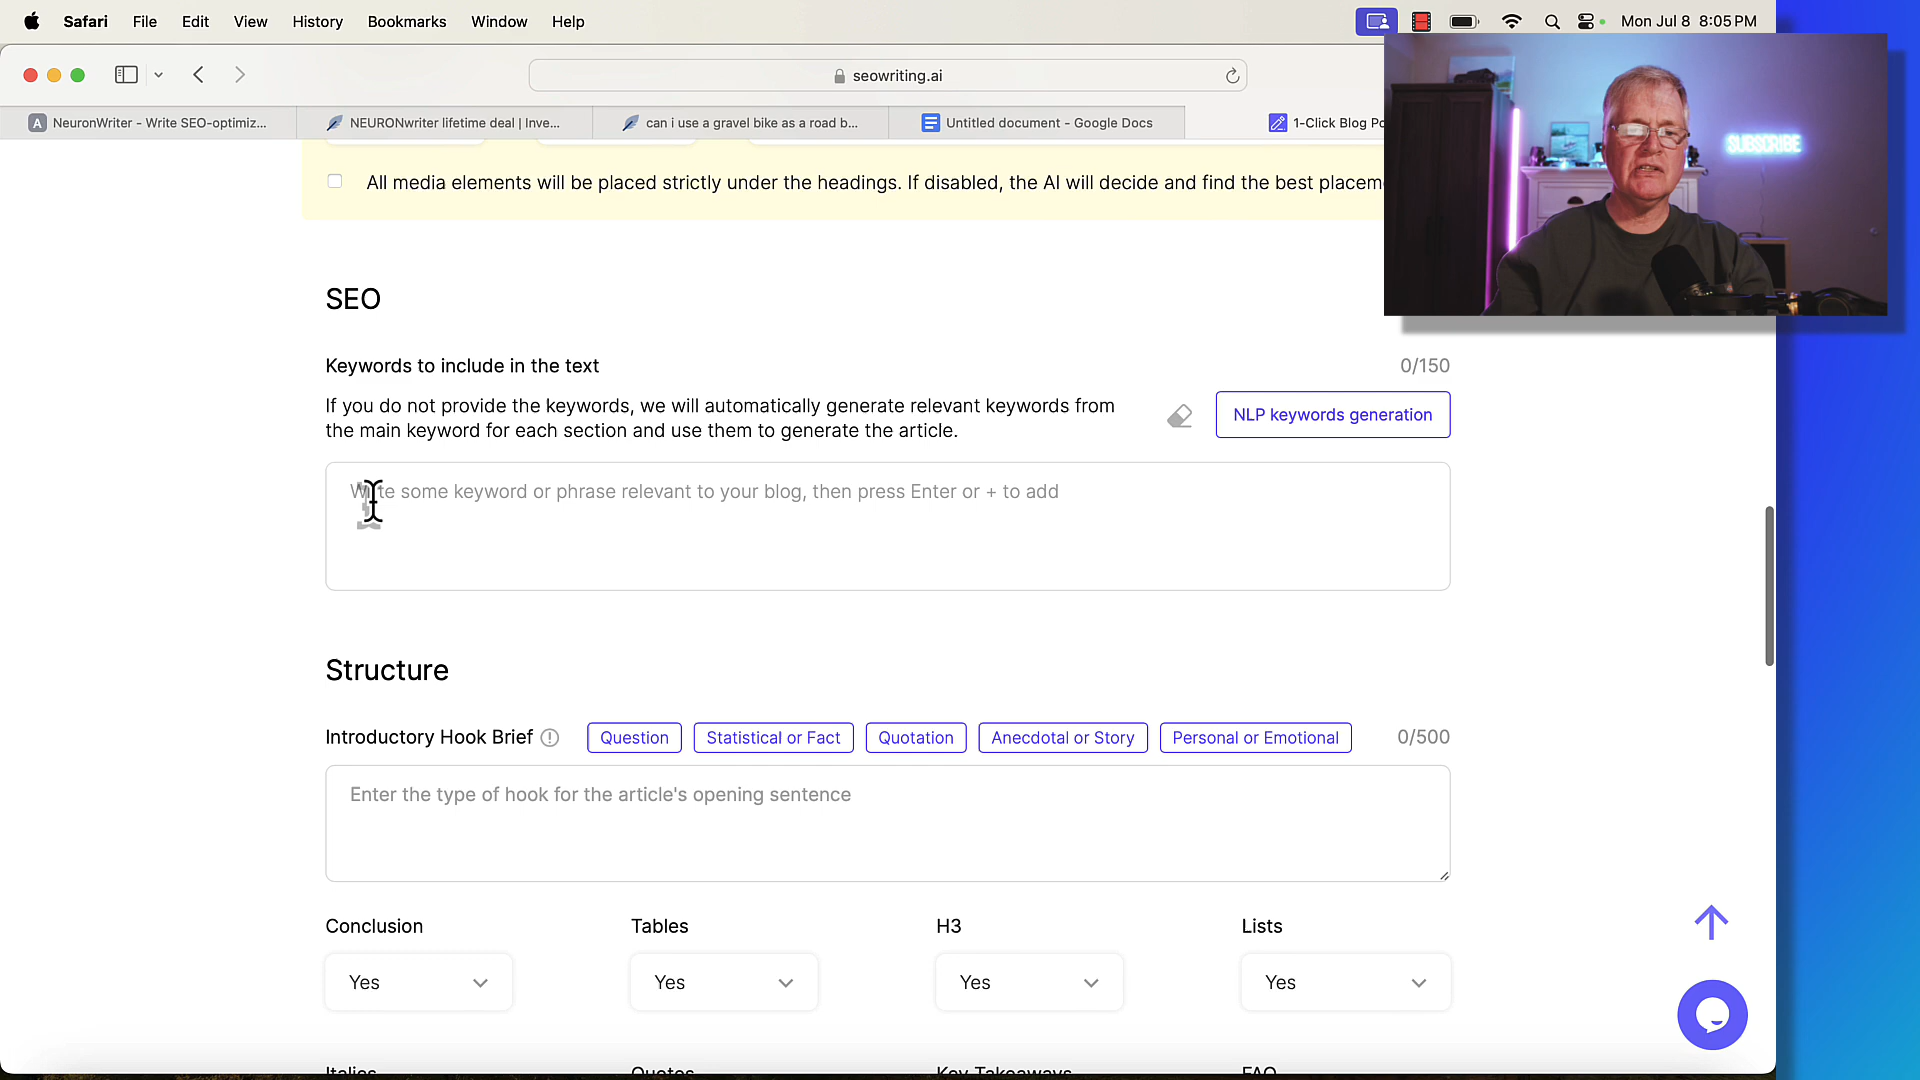 Safari File Edit View History Bookmarks Window Help Mon Jul 8 8:05 PM
seowriting.ai
A NeuronWriter - Write SEO-optimiz... NEURONwriter lifetime deal | Inve... can i use a gravel bike as a road b... Untitled document - Google Docs 1-Click Blog Po
SUBSCRIBE
All media elements will be placed strictly under the headings. If disabled, the AI will decide and find the best placem
SEO
Keywords to include in the text 0/150
If you do not provide the keywords, we will automatically generate relevant keywords from
the main keyword for each section and use them to generate the article.
NLP keywords generation
Write some keyword or phrase relevant to your blog, then press Enter or + to add
Structure
Introductory Hook Brief Question Statistical or Fact Quotation Anecdotal or Story Personal or Emotional 0/500
Enter the type of hook for the article's opening sentence
Conclusion Tables H3 Lists
Yes Yes Yes Yes
Italics Quotes Key Takeaways FAQ